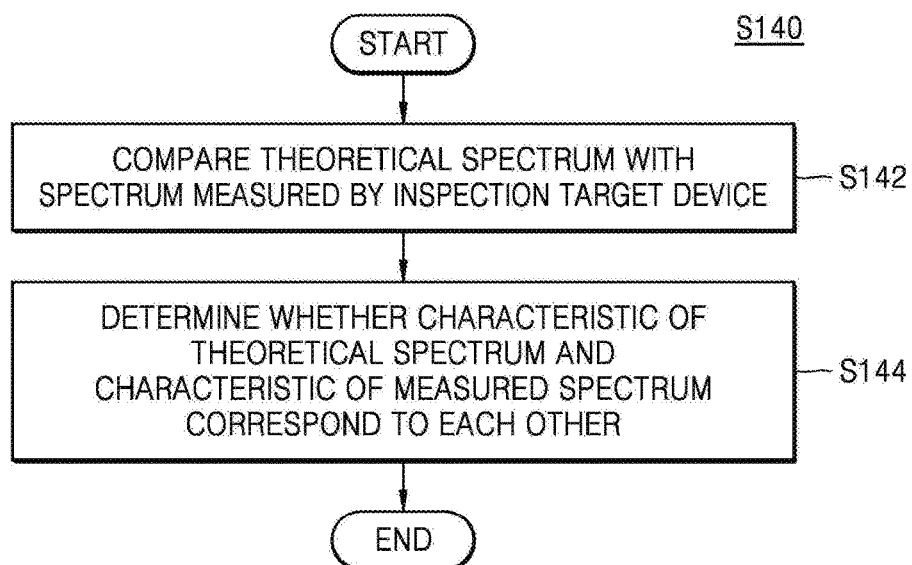 START
S140
COMPARE THEORETICAL SPECTRUM WITH
SPECTRUM MEASURED BY INSPECTION TARGET DEVICE
S142
DETERMINE WHETHER CHARACTERISTIC OF
THEORETICAL SPECTRUM AND
CHARACTERISTIC OF MEASURED SPECTRUM
CORRESPOND TO EACH OTHER
S144
END